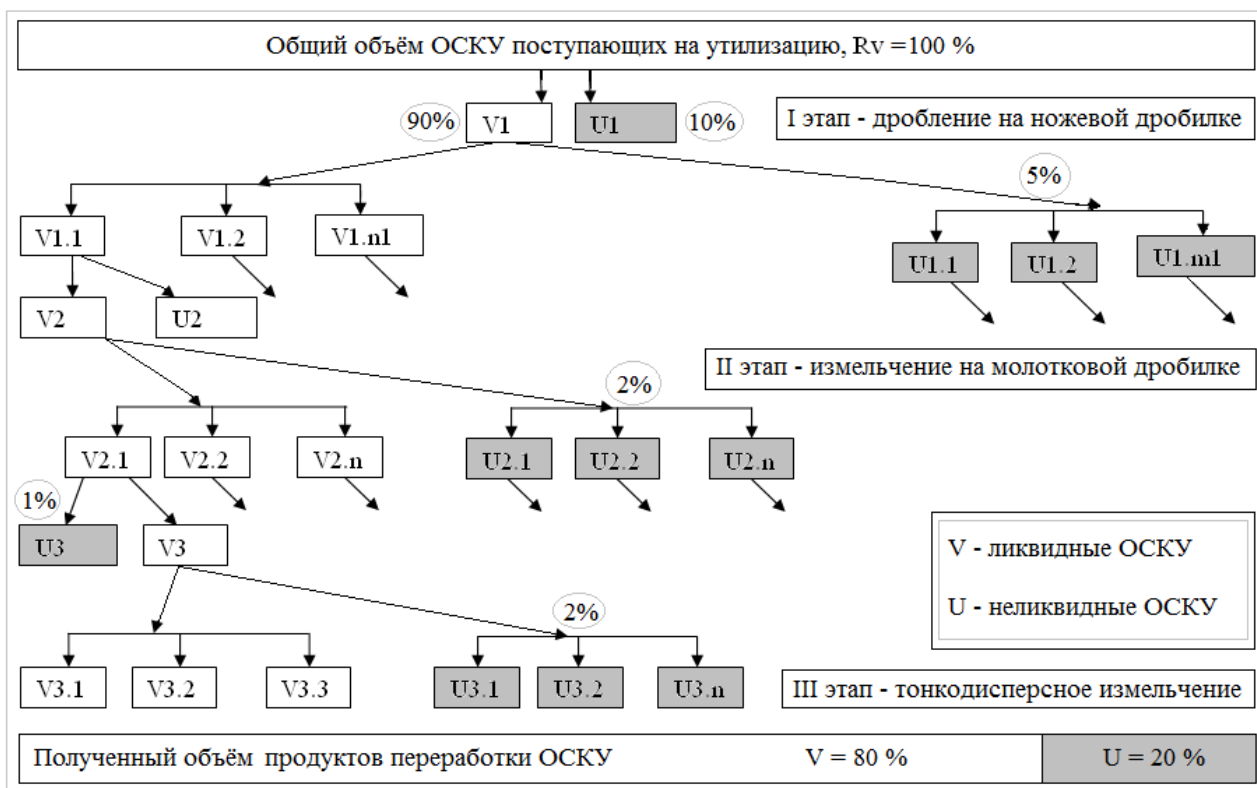 Общий объём ОСКУ поступающих на утилизацию, Rv =100 %
90% V1 U1 10%
I этап - дробление на ножевой дробилке
5%
V1.1 V1.2 V1.n1
U1.1 U1.2 U1.m1
V2 U2
II этап - измельчение на молотковой дробилке
2%
V2.1 V2.2 V2.n U2.1 U2.2 U2.n
1%
U3 V3
V - ликвидные ОСКУ
U - неликвидные ОСКУ
2%
V3.1 V3.2 V3.3 U3.1 U3.2 U3.n
III этап - тонкодисперсное измельчение
Полученный объём продуктов переработки ОСКУ V = 80 % U = 20 %